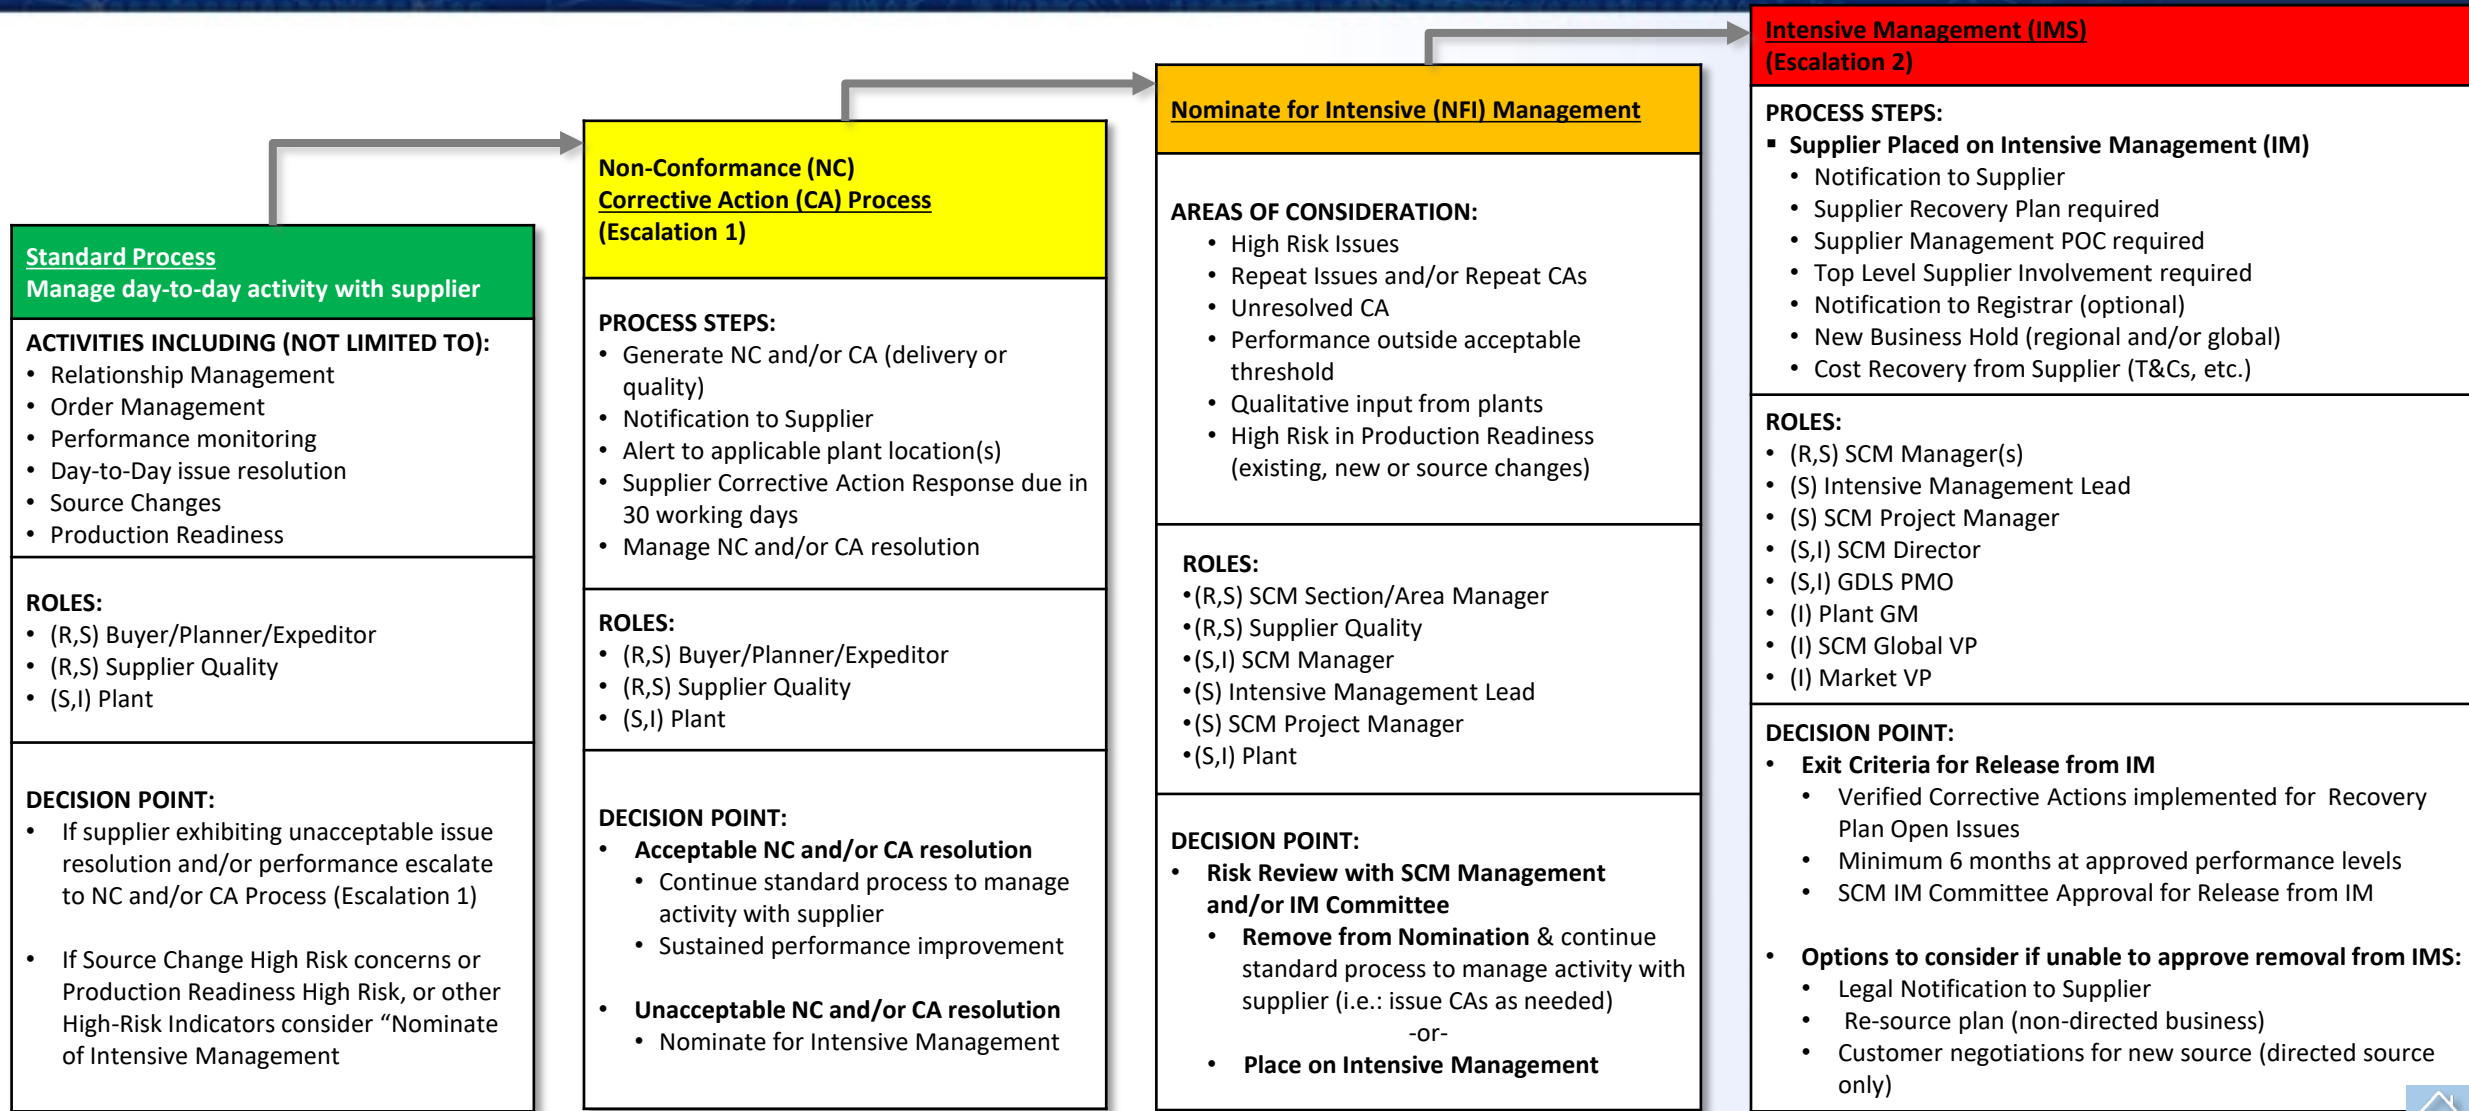 Standard Process
Manage day-to-day activity with supplier
ACTIVITIES INCLUDING (NOT LIMITED TO):
• Relationship Management
• Order Management
• Performance monitoring
• Day-to-Day issue resolution
• Source Changes
• Production Readiness
ROLES:
• (R,S) Buyer/Planner/Expeditor
• (R,S) Supplier Quality
• (S,I) Plant
DECISION POINT:
• If supplier exhibiting unacceptable issue
resolution and/or performance escalate
to NC and/or CA Process (Escalation 1)
• If Source Change High Risk concerns or
Production Readiness High Risk, or other
High-Risk Indicators consider “Nominate
of Intensive Management
Non-Conformance (NC)
Corrective Action (CA) Process
(Escalation 1)
PROCESS STEPS:
• Generate NC and/or CA (delivery or
quality)
• Notification to Supplier
• Alert to applicable plant location(s)
• Supplier Corrective Action Response due in
30 working days
• Manage NC and/or CA resolution
ROLES:
• (R,S) Buyer/Planner/Expeditor
• (R,S) Supplier Quality
• (S,I) Plant
DECISION POINT:
• Acceptable NC and/or CA resolution
• Continue standard process to manage
activity with supplier
• Sustained performance improvement
• Unacceptable NC and/or CA resolution
• Nominate for Intensive Management
Nominate for Intensive (NFI) Management
AREAS OF CONSIDERATION:
• High Risk Issues
• Repeat Issues and/or Repeat CAs
• Unresolved CA
• Performance outside acceptable
threshold
• Qualitative input from plants
• High Risk in Production Readiness
(existing, new or source changes)
ROLES:
•(R,S) SCM Section/Area Manager
•(R,S) Supplier Quality
•(S,I) SCM Manager
•(S) Intensive Management Lead
•(S) SCM Project Manager
•(S,I) Plant
DECISION POINT:
• Risk Review with SCM Management
and/or IM Committee
• Remove from Nomination & continue
standard process to manage activity with
supplier (i.e.: issue CAs as needed)
-or-
• Place on Intensive Management
Intensive Management (IMS)
(Escalation 2)
PROCESS STEPS:
▪ Supplier Placed on Intensive Management (IM)
• Notification to Supplier
• Supplier Recovery Plan required
• Supplier Management POC required
• Top Level Supplier Involvement required
• Notification to Registrar (optional)
• New Business Hold (regional and/or global)
• Cost Recovery from Supplier (T&Cs, etc.)
ROLES:
• (R,S) SCM Manager(s)
• (S) Intensive Management Lead
• (S) SCM Project Manager
• (S,I) SCM Director
• (S,I) GDLS PMO
• (I) Plant GM
• (I) SCM Global VP
• (I) Market VP
DECISION POINT:
• Exit Criteria for Release from IM
• Verified Corrective Actions implemented for Recovery
Plan Open Issues
• Minimum 6 months at approved performance levels
• SCM IM Committee Approval for Release from IM
• Options to consider if unable to approve removal from IMS:
• Legal Notification to Supplier
• Re-source plan (non-directed business)
• Customer negotiations for new source (directed source
only)